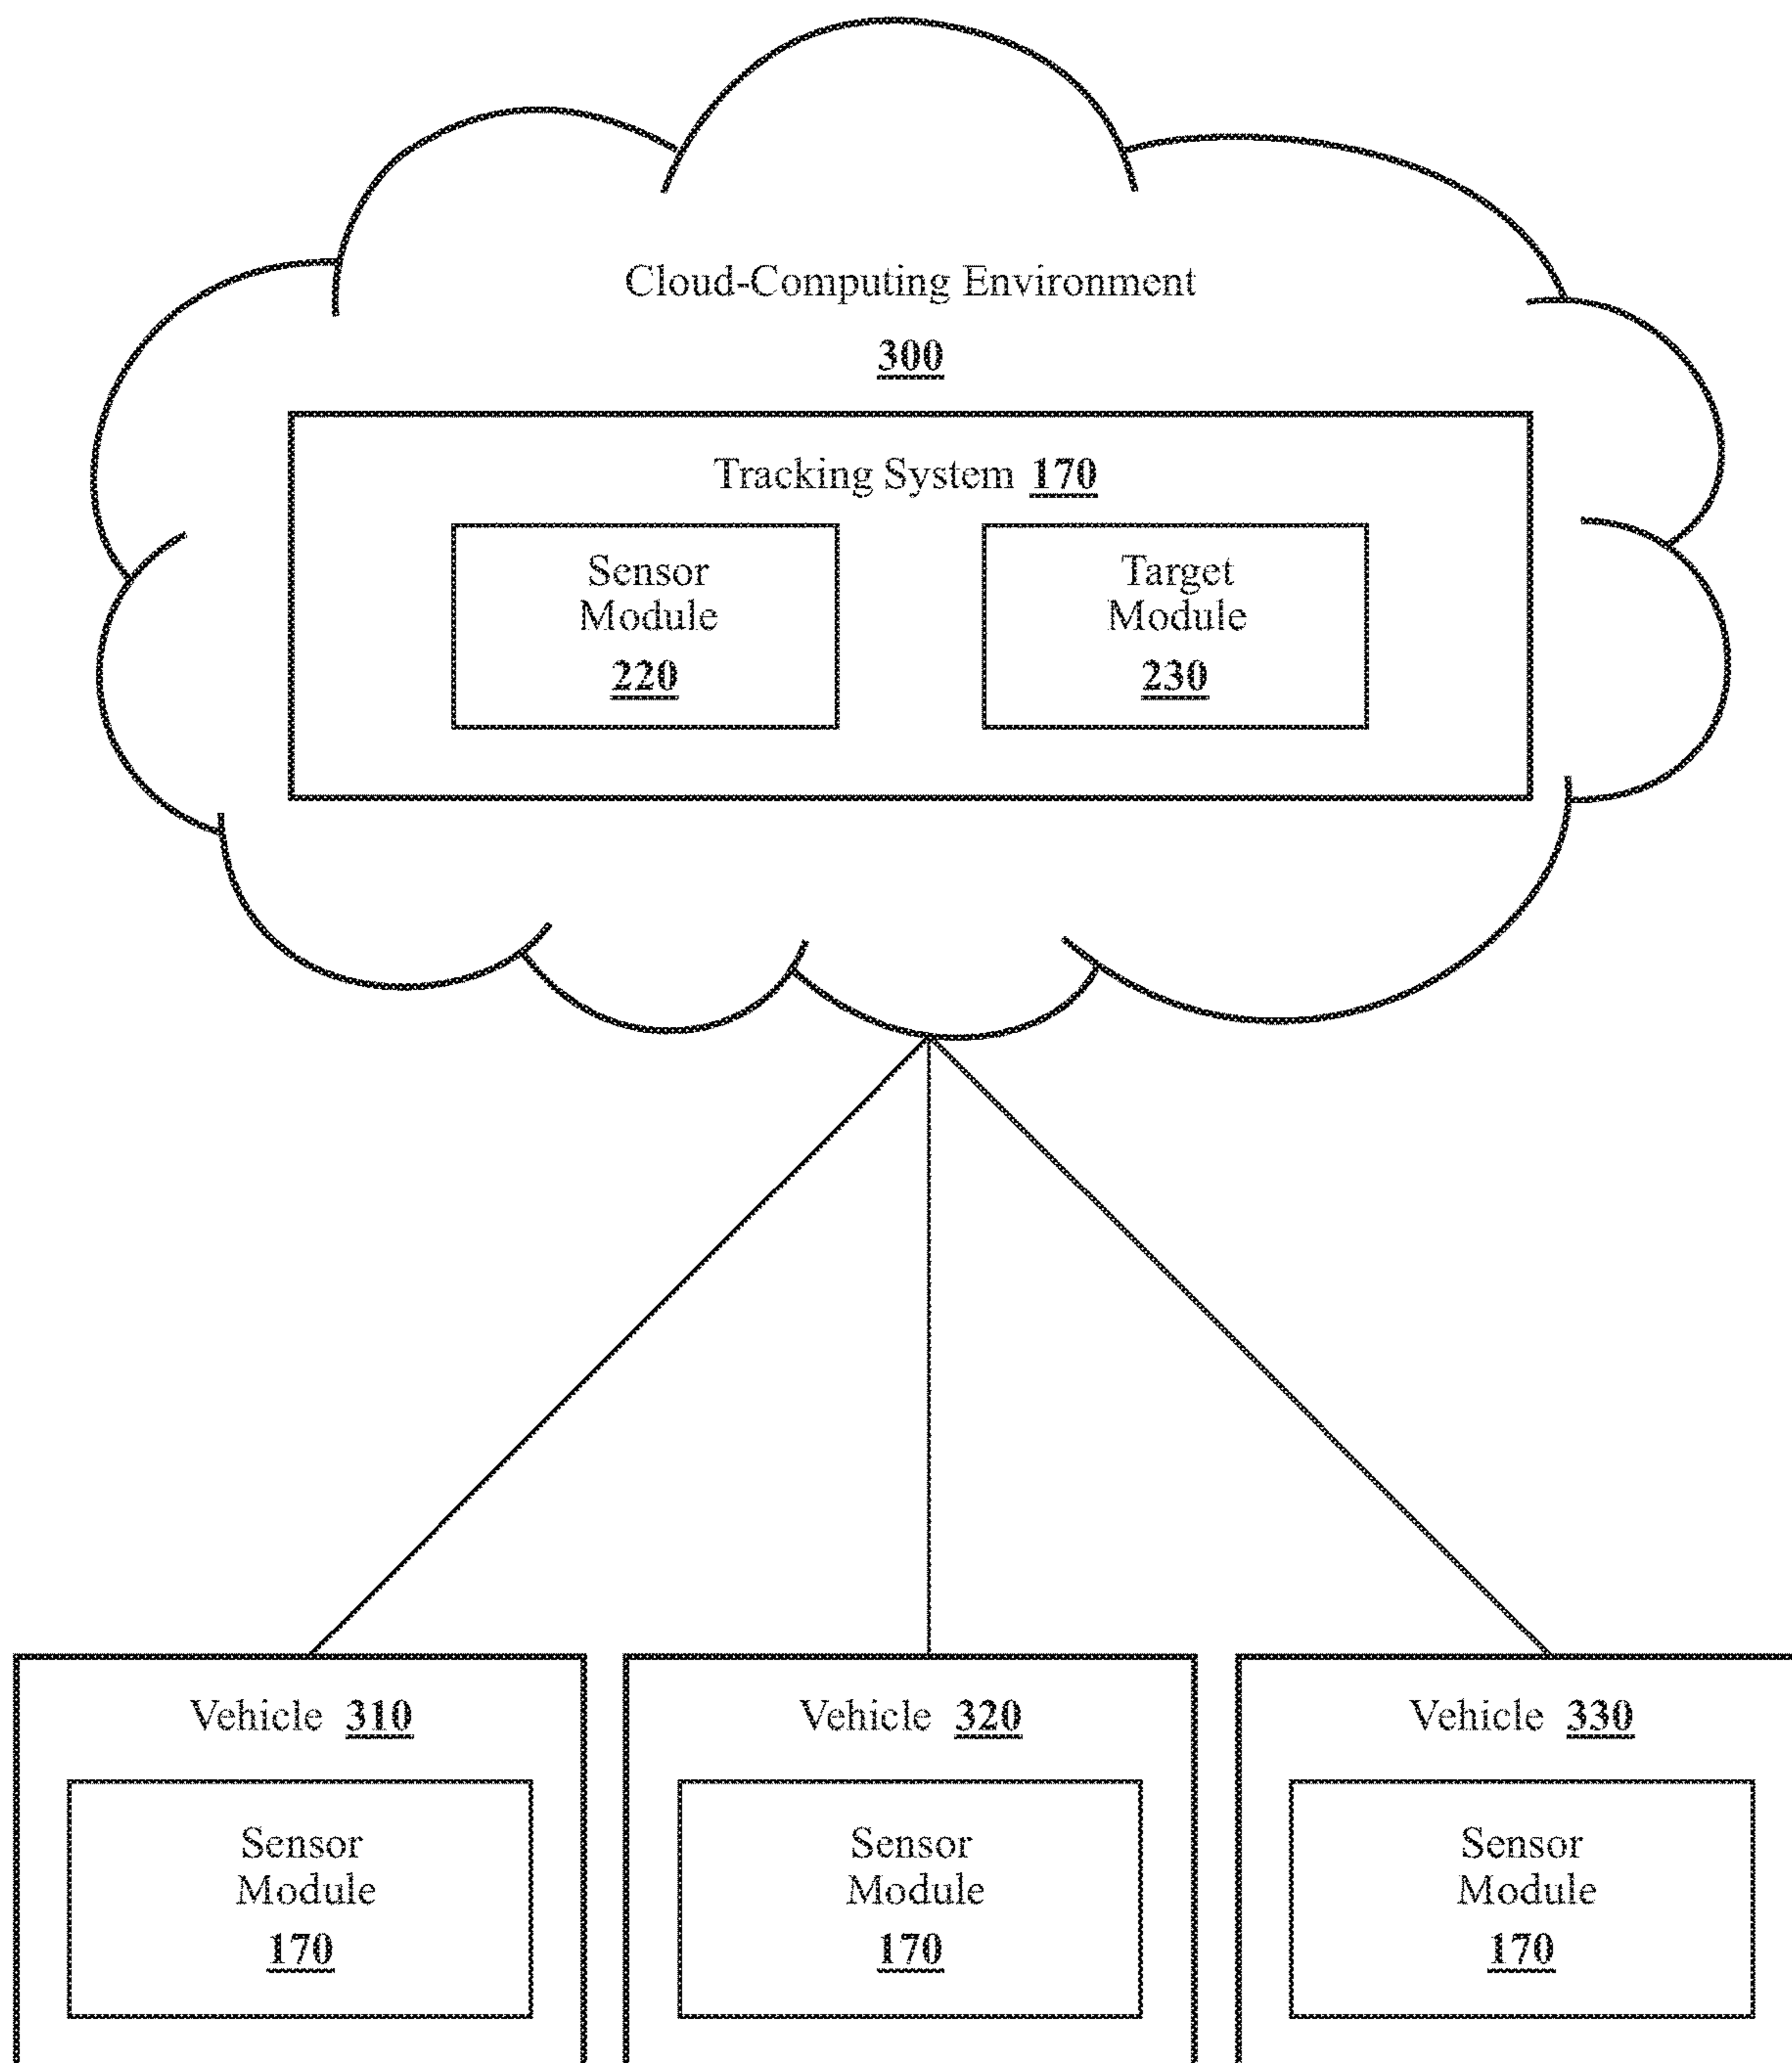 Cloud-Computing Environment
300
Tracking System 170
Sensor
Module
220
Target
Module
230
Vehicle 310
Sensor
Module
170
Vehicle 320
Sensor
Module
170
Vehicle 330
Sensor
Module
170